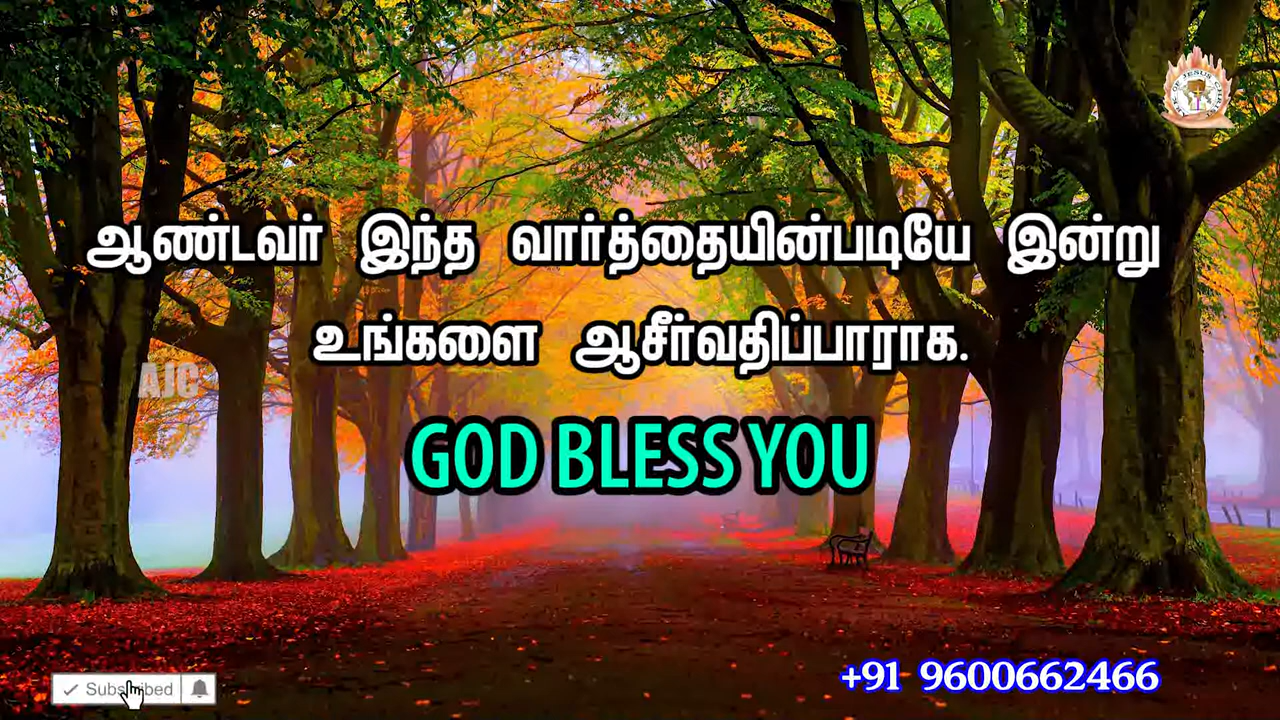 ஆண்டவர் இந்த வார்த்தையின்படியே இன்று
உங்களை ஆசீர்வதிப்பாராக.
AJC
GOD BLESS YOU
Subscribed
+91 9600662466